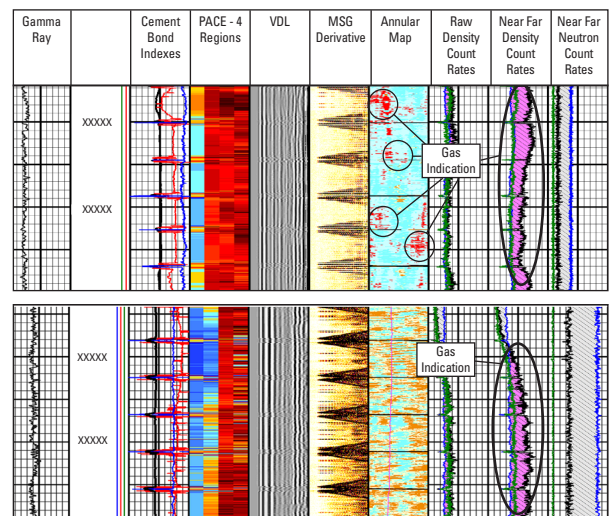 Gamma
Ray
Cement
Bond
Indexes
PACE - 4
Regions
VDL
MSG
Derivative
Annular
Map
Raw
Density
Count
Rates
Near Far
Density
Count
Rates
Near Far
Neutron
Count
Rates
XXXXX
Gas
Indication
XXXXX
Gas
Indication
XXXXX
XXXXX